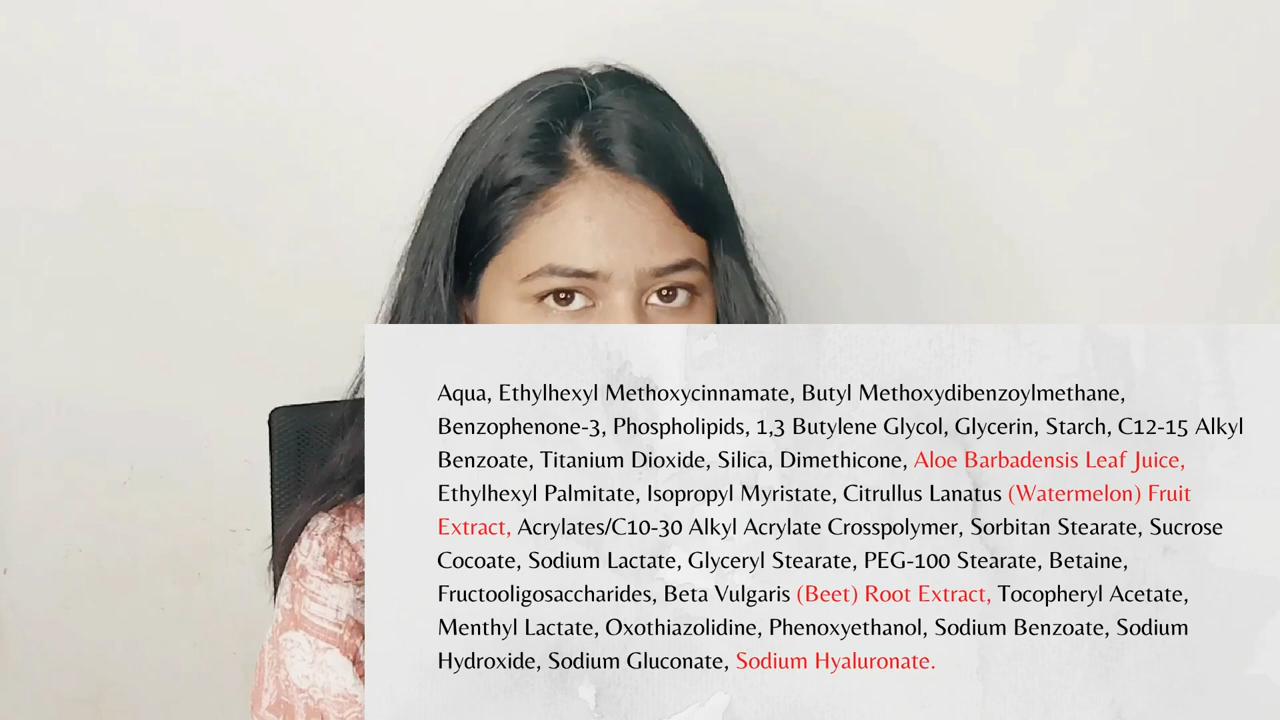 Aqua, Ethylhexyl Methoxycinnamate, Butyl Methoxydibenzoylmethane,
Benzophenone-3, Phospholipids, 1,3 Butylene Glycol, Glycerin, Starch, C12-15 Alkyl
Benzoate, Titanium Dioxide, Silica, Dimethicone, Aloe Barbadensis Leaf Juice,
Ethylhexyl Palmitate, Isopropyl Myristate, Citrullus Lanatus (Watermelon) Fruit
Extract, Acrylates/C10-30 Alkyl Acrylate Crosspolymer, Sorbitan Stearate, Sucrose
Cocoate, Sodium Lactate, Glyceryl Stearate, PEG-100 Stearate, Betaine,
Fructooligosaccharides, Beta Vulgaris (Beet) Root Extract, Tocopheryl Acetate,
Menthyl Lactate, Oxothiazolidine, Phenoxyethanol, Sodium Benzoate, Sodium
Hydroxide, Sodium Gluconate, Sodium Hyaluronate.